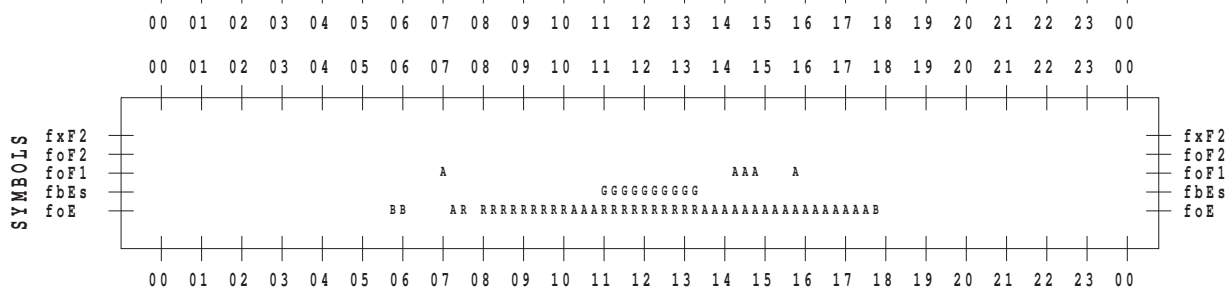 00 01 02 03 04 05 06 07 08 09 10 11 12 13 14 15 16 17 18 19 20 21 22 23 00
00 01 02 03 04 05 06 07 08 09 10 11 12 13 14 15 16 17 18 19 20 21 22 23 00
SYMBOLS
fxF2 fxF2
foF2 foF2
foF1 A AAA A foF1
fbEs GGGGGGGGGG fbEs
foE BB AR RRRRRRRRRAAARRRRRRRRRRAAAAAAAAAAAAAAAAAB foE
00 01 02 03 04 05 06 07 08 09 10 11 12 13 14 15 16 17 18 19 20 21 22 23 00